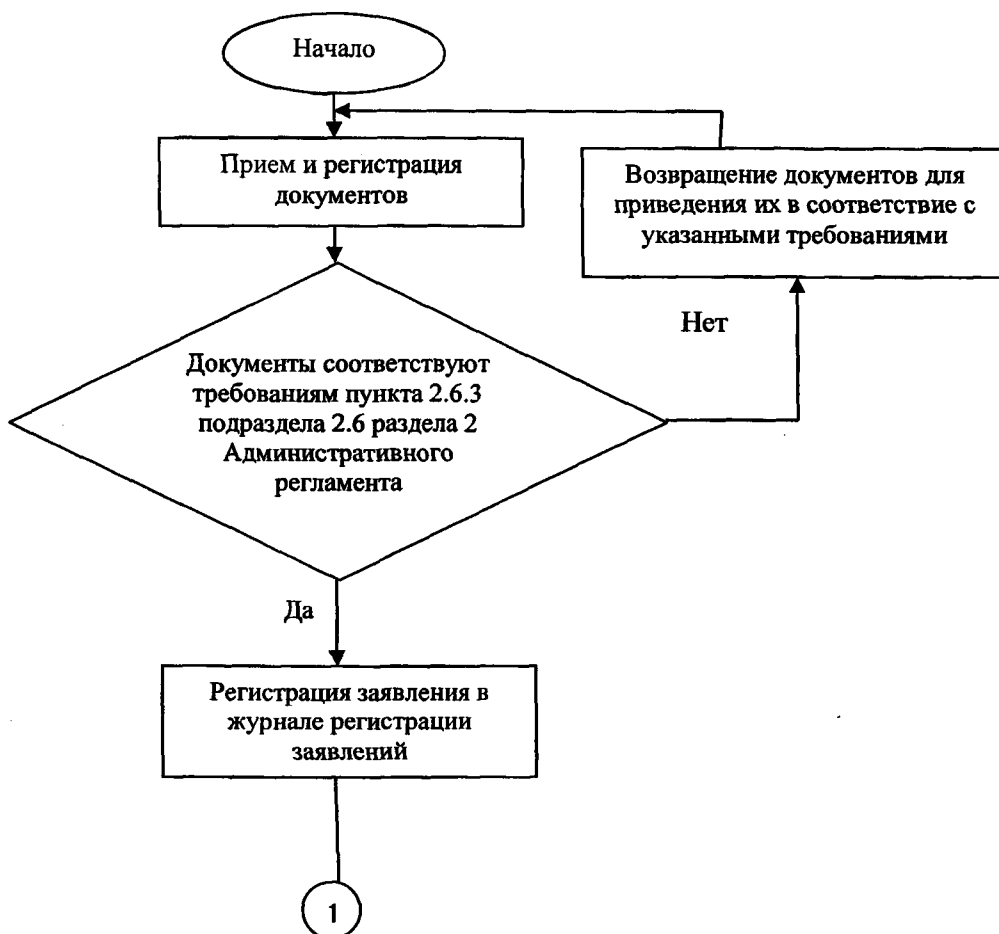 Начало
Прием и регистрация
документов
Возвращение документов для
приведения их в соответствие с
указанными требованиями
Нет
Документы соответствуют
требованиям пункта 2.6.3
подраздела 2.6 раздела 2
Административного
регламента
Да
Регистрация заявления в
журнале регистрации
заявлений
1